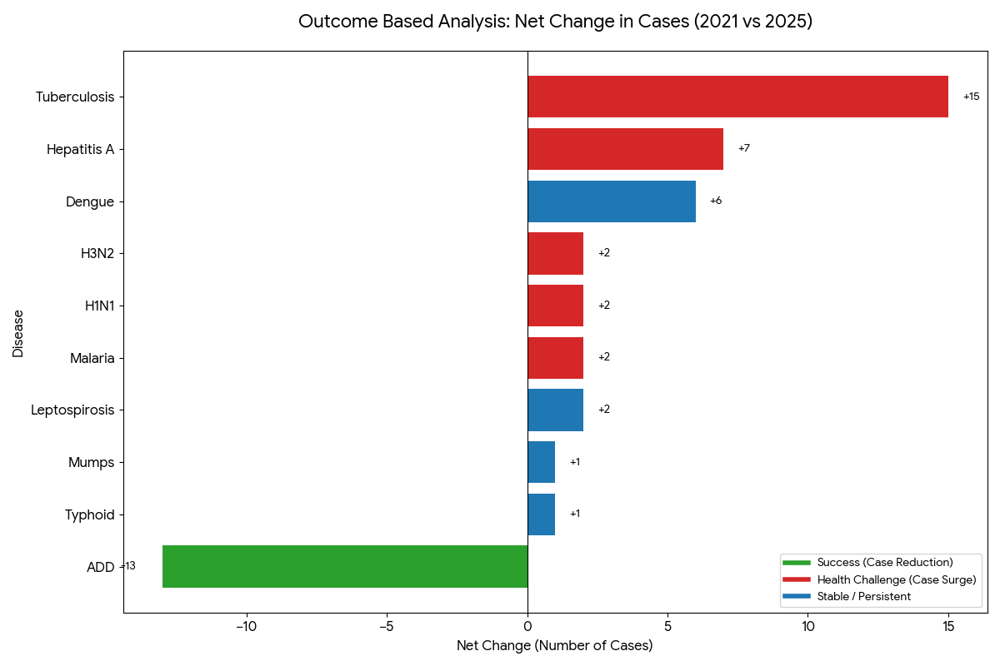 Outcome Based Analysis: Net Change in Cases (2021 vs 2025)
Tuberculosis
+15
Hepatitis A
+7
Dengue
+6
H3N2
+2
H1N1
+2
Malaria
+2
Leptospirosis
+2
Mumps
+1
Typhoid
+1
ADD
-13
Disease
Success (Case Reduction)
Health Challenge (Case Surge)
Stable / Persistent
−10
−5
0
5
10
15
Net Change (Number of Cases)